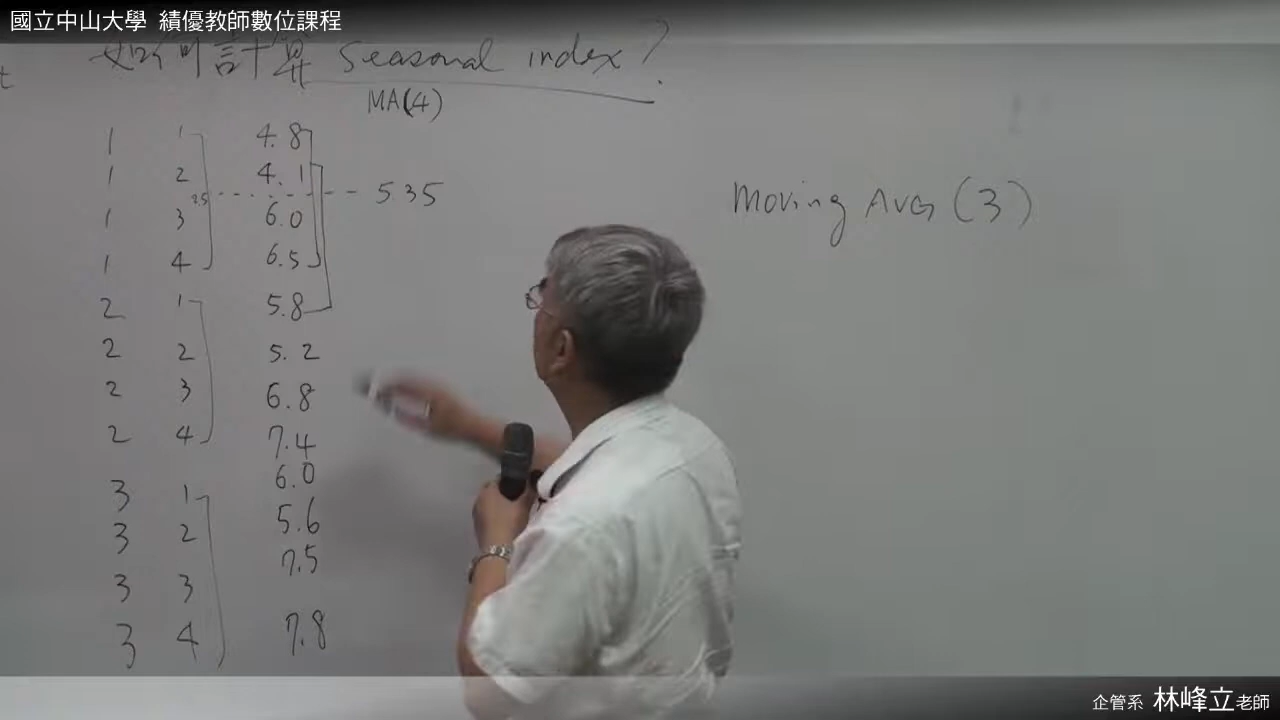 國立中山大學 績優教師數位課程
如何計算 Seasonal index?
t
MA(4)
1 1 4.8
1 2 4.1
2.5 5.35
Moving AVG (3)
1 3 6.0
1 4 6.5
2 1 5.8
2 2 5.2
2 3 6.8
2 4 7.4
3 1 6.0
3 2 5.6
3 3 7.5
3 4 7.8
企管系 林峰立老師